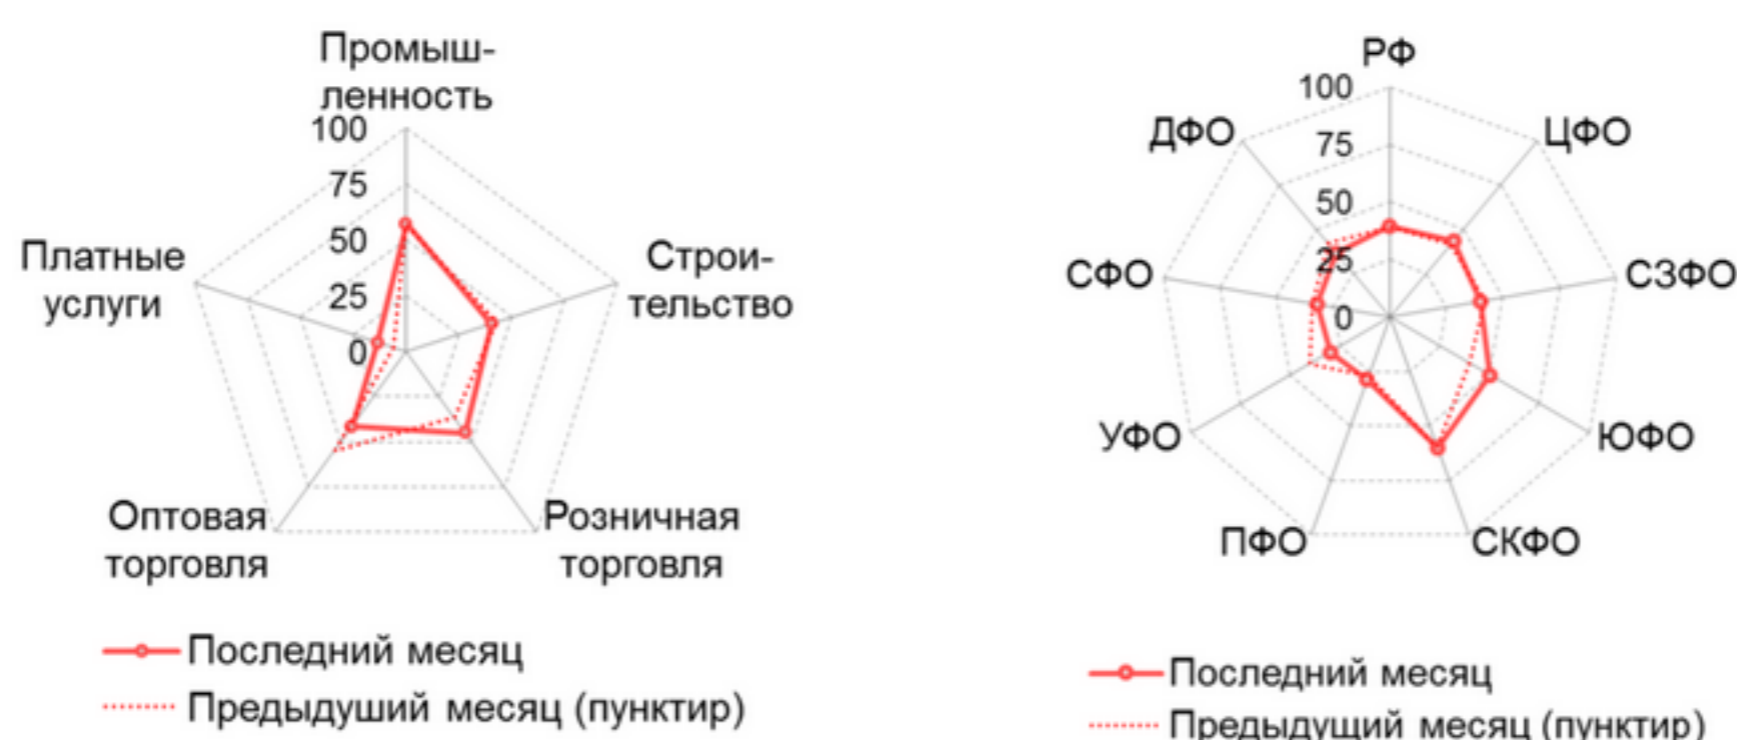 Промыш-
ленность
100
75
50
25
0
Строи-
тельство
Розничная
торговля
Оптовая
торговля
Платные
услуги
Последний месяц
Предыдуший месяц (пунктир)
РФ
100
75
50
25
0
ЦФО
СЗФО
ЮФО
СКФО
ПФО
УФО
СФО
ДФО
Последний месяц
Предыдущий месяц (пунктир)